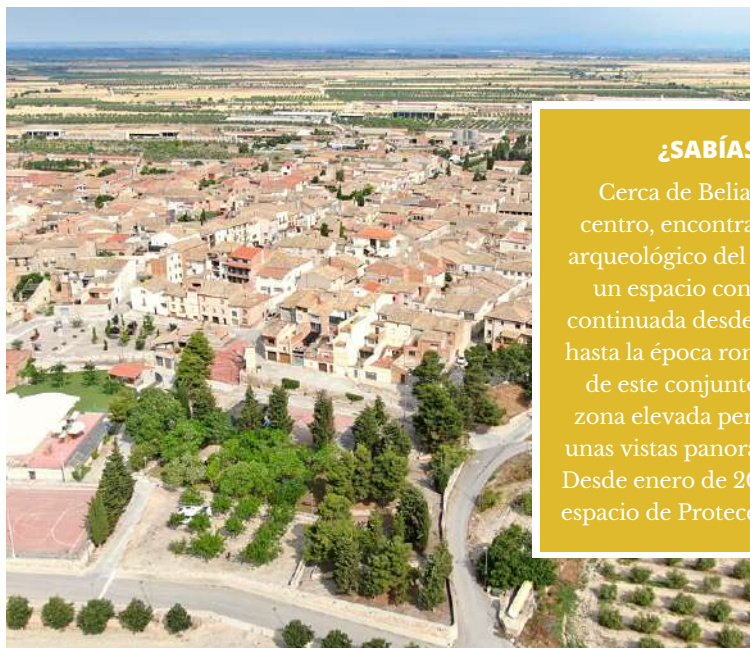 ¿SABÍAS
Cerca de Belia
centro, encontra
arqueológico del
un espacio con
continuada desde
hasta la época rom
de este conjunto
zona elevada per
unas vistas panora
Desde enero de 20
espacio de Protecc